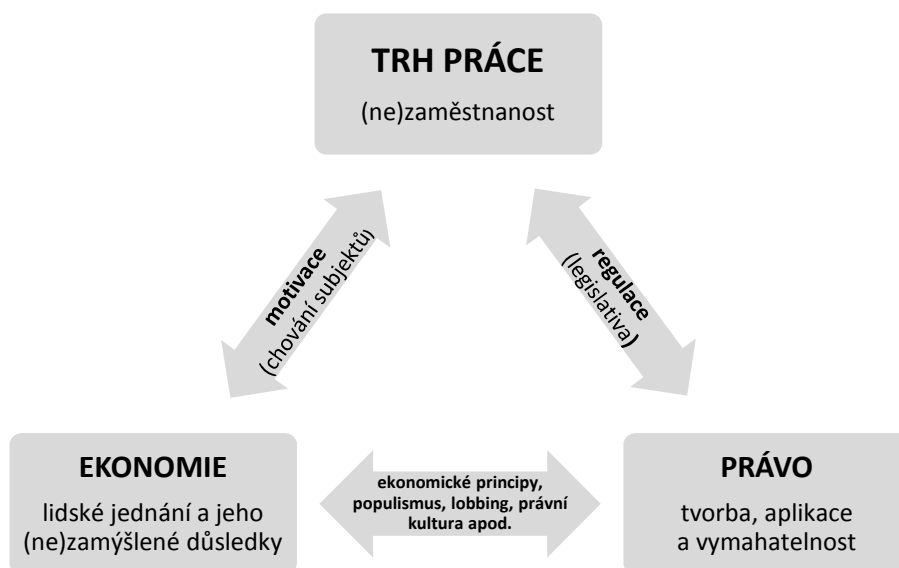 TRH PRÁCE
(ne)zaměstnanost
motivace
(chování subjektů)
regulace
(legislativa)
EKONOMIE
lidské jednání a jeho
(ne)zamýšlené důsledky
ekonomické principy,
populismus, lobbing, právní
kultura apod.
PRÁVO
tvorba, aplikace
a vymahatelnost